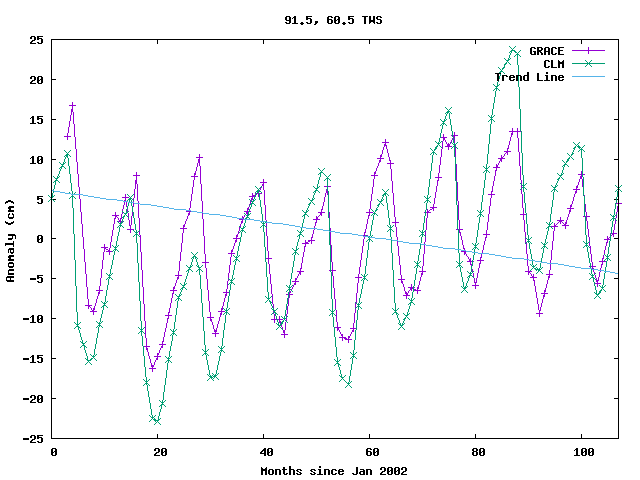 91.5, 60.5 TWS
GRACE
CLM
Trend Line
25
20
15
10
5
0
-5
-10
-15
-20
-25
Anomaly (cm)
0 20 40 60 80 100
Months since Jan 2002